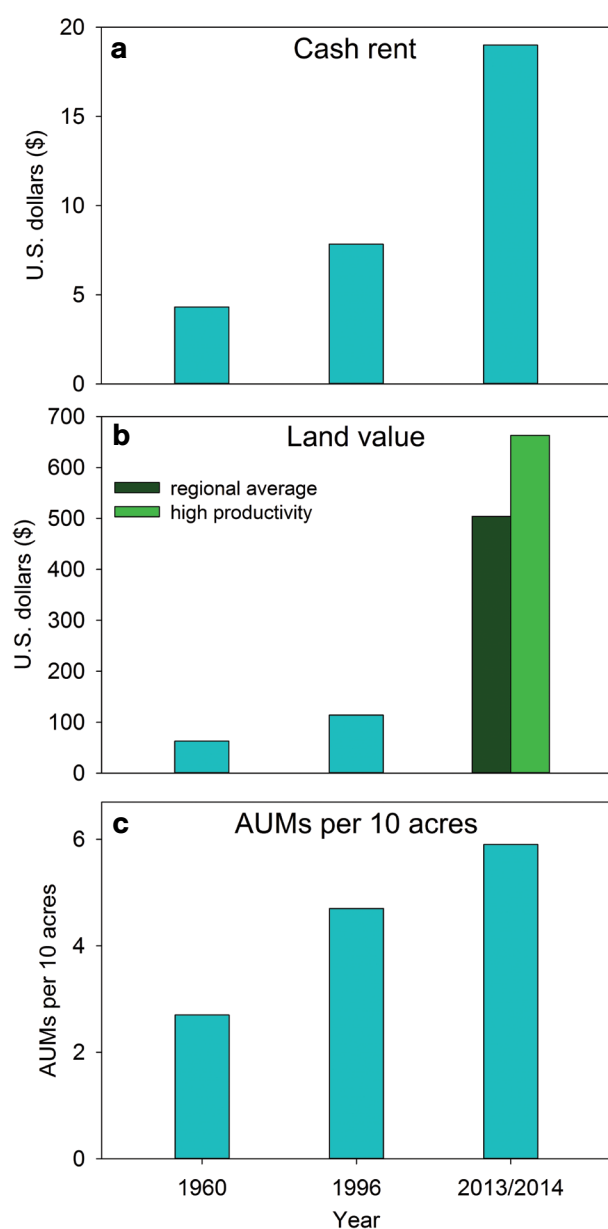 a Cash rent
20
15
10
5
0
U.S. dollars ($)
b Land value
regional average
high productivity
700
600
500
400
300
200
100
0
U.S. dollars ($)
c AUMs per 10 acres
6
4
2
0
AUMs per 10 acres
1960 1996 2013/2014
Year